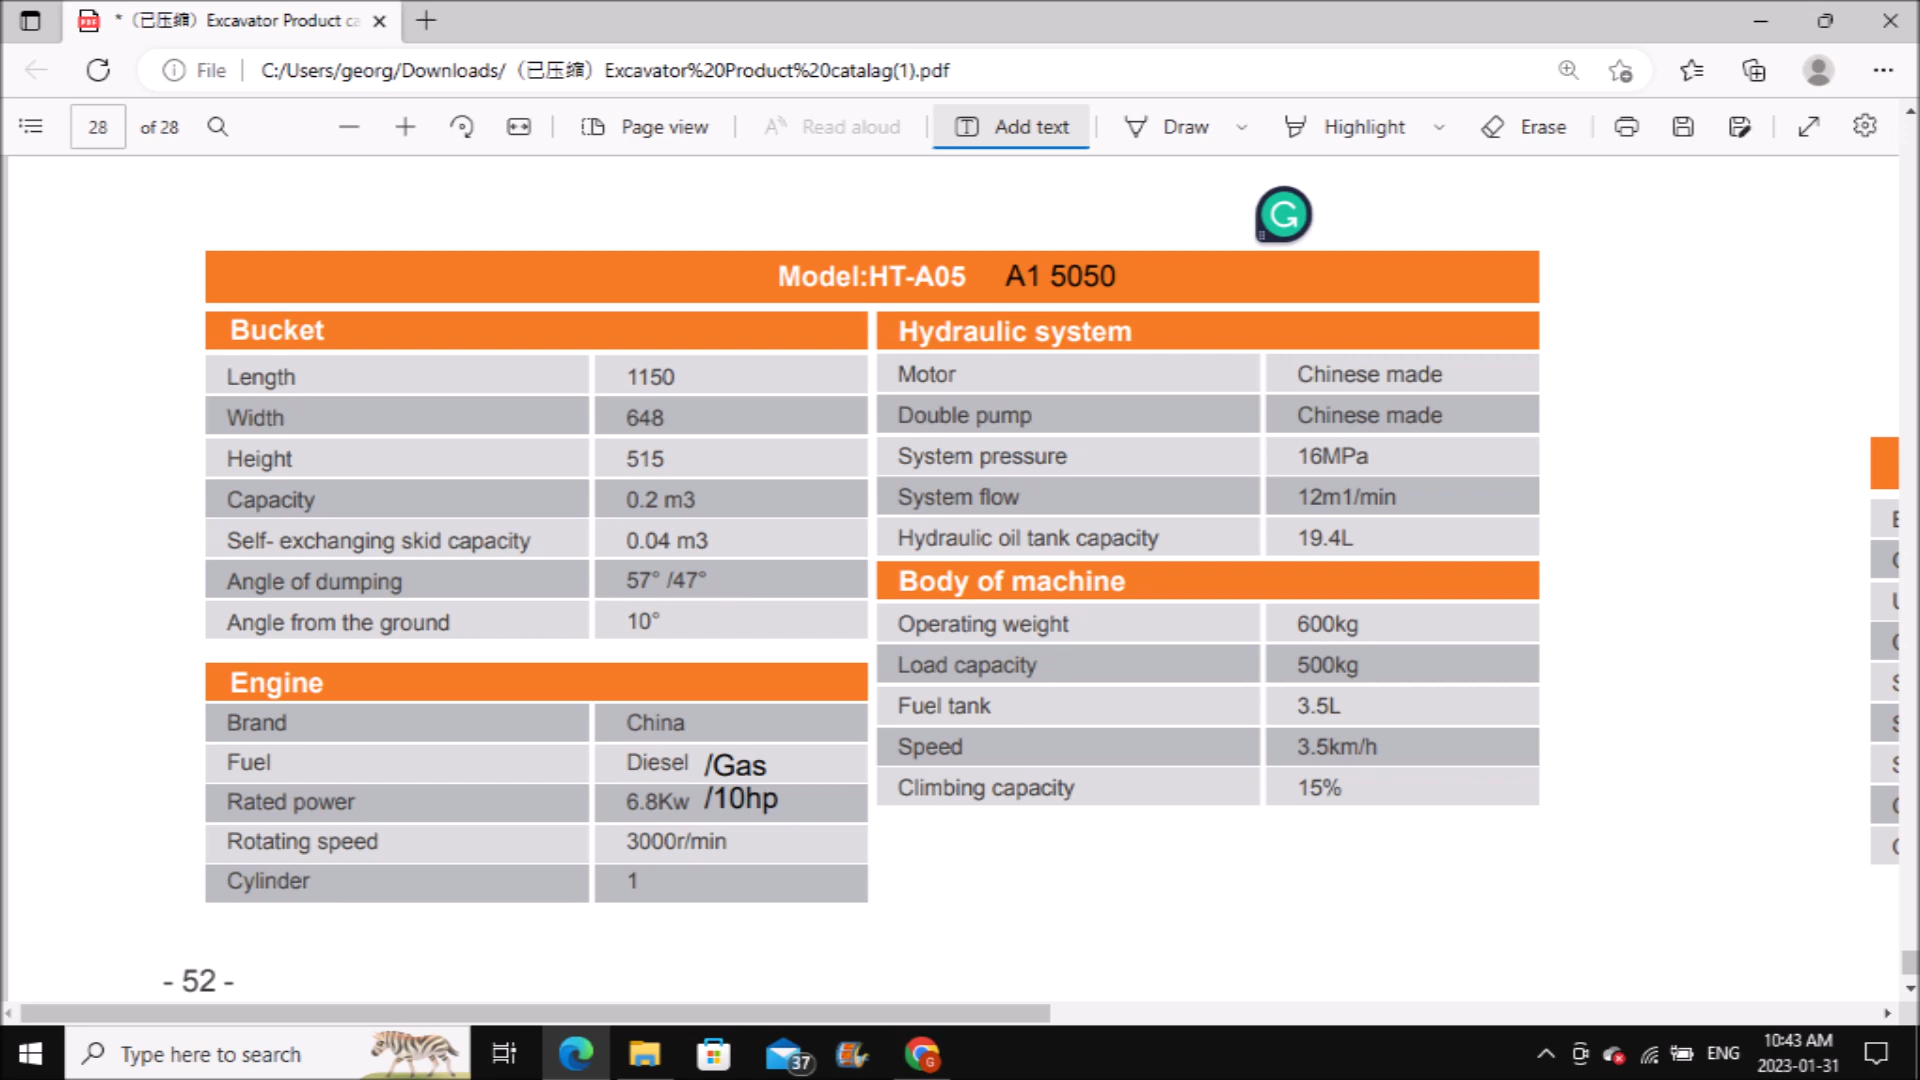 * （已压缩）Excavator Product ca
File
C:/Users/georg/Downloads/（已压缩）Excavator%20Product%20catalag(1).pdf
28 of 28
Page view
Read aloud
Add text
Draw
Highlight
Erase
Model:HT-A05 A1 5050
Bucket
Length 1150
Width 648
Height 515
Capacity 0.2 m3
Self- exchanging skid capacity 0.04 m3
Angle of dumping 57° /47°
Angle from the ground 10°
Engine
Brand China
Fuel Diesel /Gas
Rated power 6.8Kw /10hp
Rotating speed 3000r/min
Cylinder 1
Hydraulic system
Motor Chinese made
Double pump Chinese made
System pressure 16MPa
System flow 12m1/min
Hydraulic oil tank capacity 19.4L
Body of machine
Operating weight 600kg
Load capacity 500kg
Fuel tank 3.5L
Speed 3.5km/h
Climbing capacity 15%
- 52 -
Type here to search
37
G
ENG
10:43 AM
2023-01-31